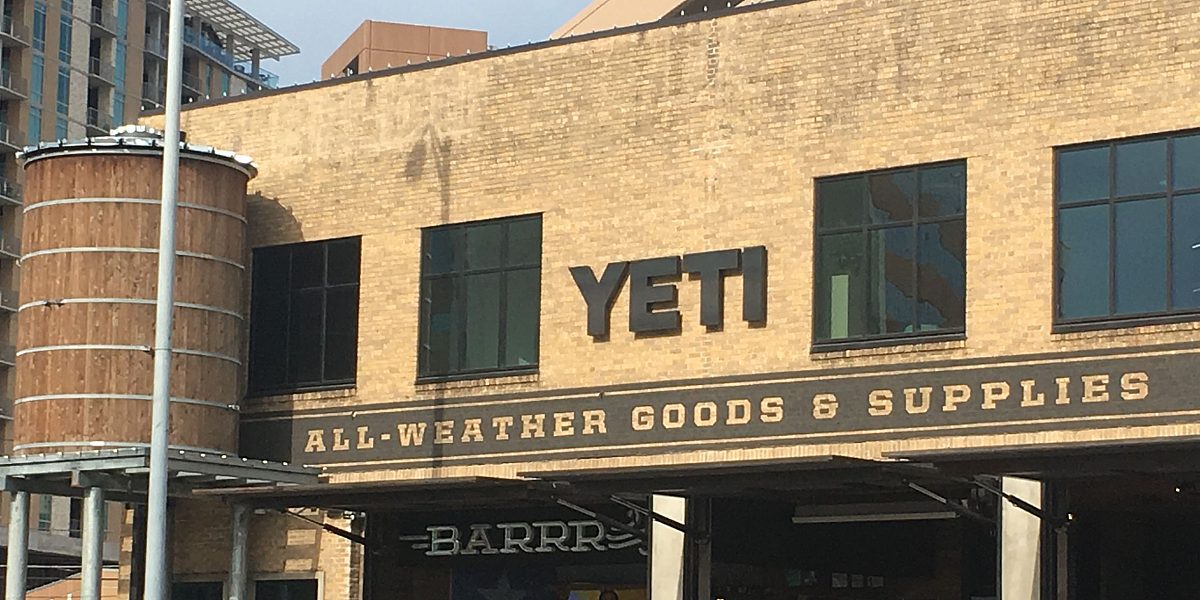 YETI
ALL-WEATHER GOODS & SUPPLIES
BARRR